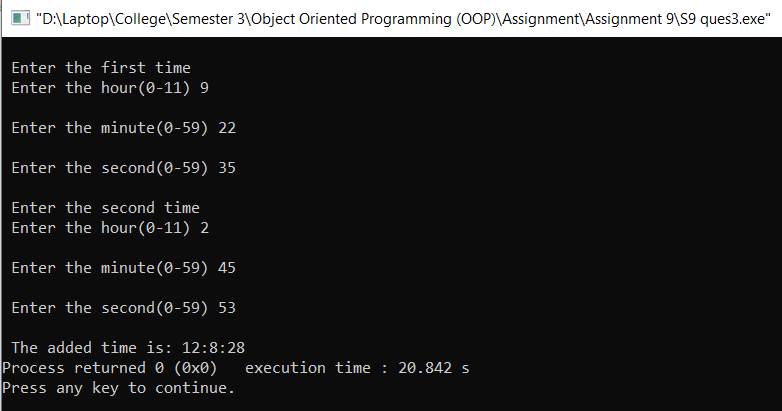 "D:\Laptop\College\Semester 3\Object Oriented Programming (OOP)\Assignment\Assignment 9\S9 ques3.exe"
Enter the first time
Enter the hour(0-11) 9
Enter the minute(0-59) 22
Enter the second(0-59) 35
Enter the second time
Enter the hour(0-11) 2
Enter the minute(0-59) 45
Enter the second(0-59) 53
The added time is: 12:8:28
Process returned 0 (0x0)   execution time : 20.842 s
Press any key to continue.